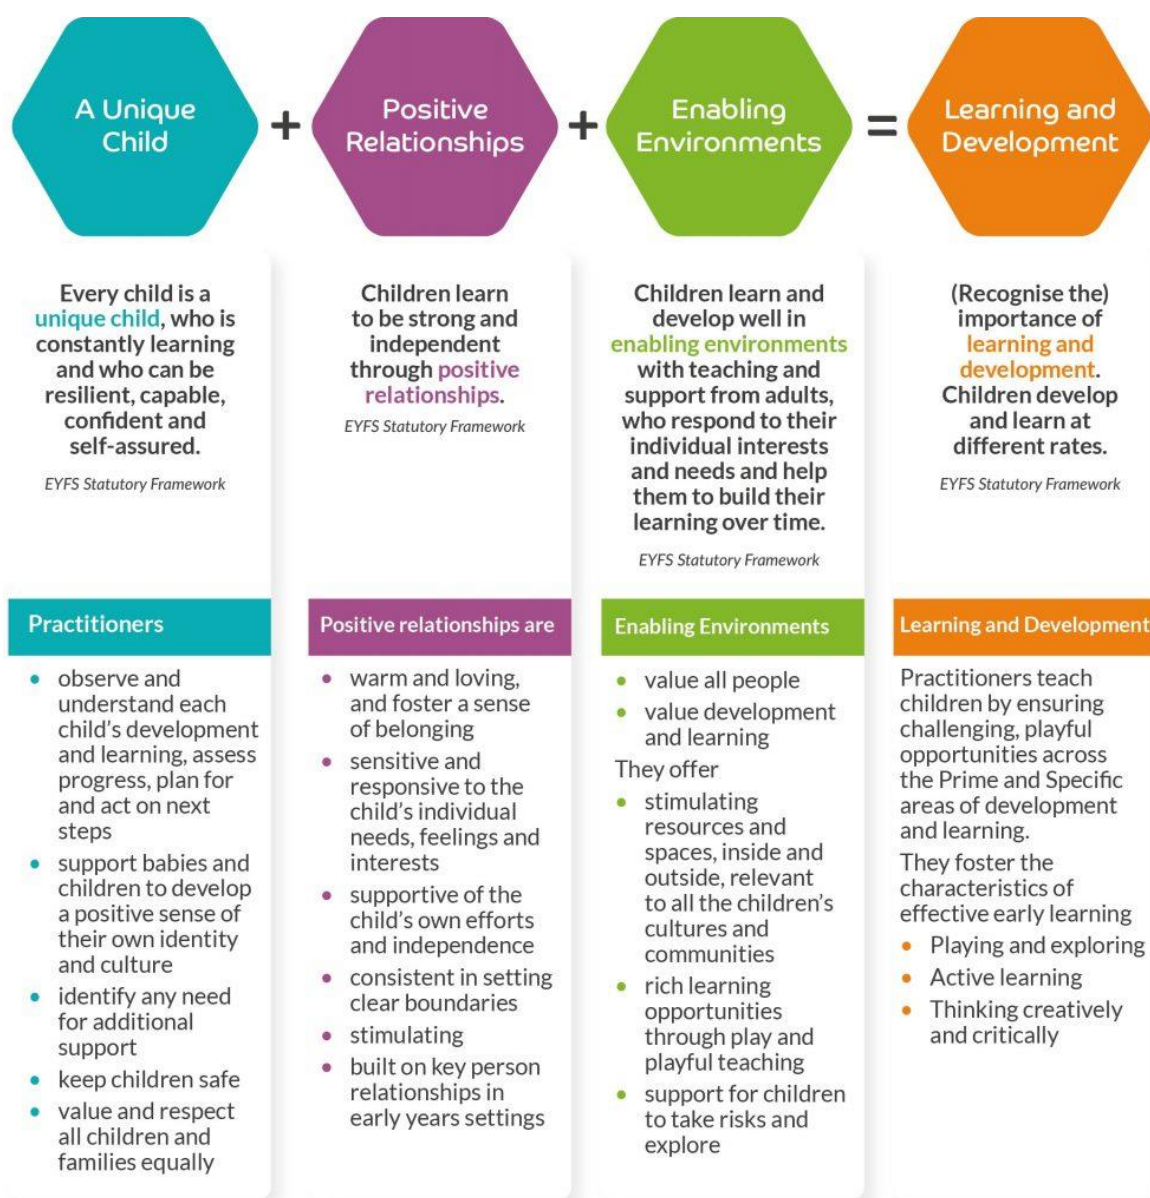 A Unique
Child
+
Positive
Relationships
+
Enabling
Environments
=
Learning and
Development
Every child is a
unique child, who is
constantly learning
and who can be
resilient, capable,
confident and
self-assured.
EYFS Statutory Framework
Children learn
to be strong and
independent
through positive
relationships.
EYFS Statutory Framework
Children learn and
develop well in
enabling environments
with teaching and
support from adults,
who respond to their
individual interests
and needs and help
them to build their
learning over time.
EYFS Statutory Framework
(Recognise the)
importance of
learning and
development.
Children develop
and learn at
different rates.
EYFS Statutory Framework
Practitioners
• observe and
understand each
child's development
and learning, assess
progress, plan for
and act on next
steps
• support babies and
children to develop
a positive sense of
their own identity
and culture
• identify any need
for additional
support
• keep children safe
• value and respect
all children and
families equally
Positive relationships are
• warm and loving,
and foster a sense
of belonging
• sensitive and
responsive to the
child's individual
needs, feelings and
interests
• supportive of the
child's own efforts
and independence
• consistent in setting
clear boundaries
• stimulating
• built on key person
relationships in
early years settings
Enabling Environments
• value all people
• value development
and learning
They offer
• stimulating
resources and
spaces, inside and
outside, relevant
to all the children's
cultures and
communities
• rich learning
opportunities
through play and
playful teaching
• support for children
to take risks and
explore
Learning and Development
Practitioners teach
children by ensuring
challenging, playful
opportunities across
the Prime and Specific
areas of development
and learning.
They foster the
characteristics of
effective early learning
• Playing and exploring
• Active learning
• Thinking creatively
and critically